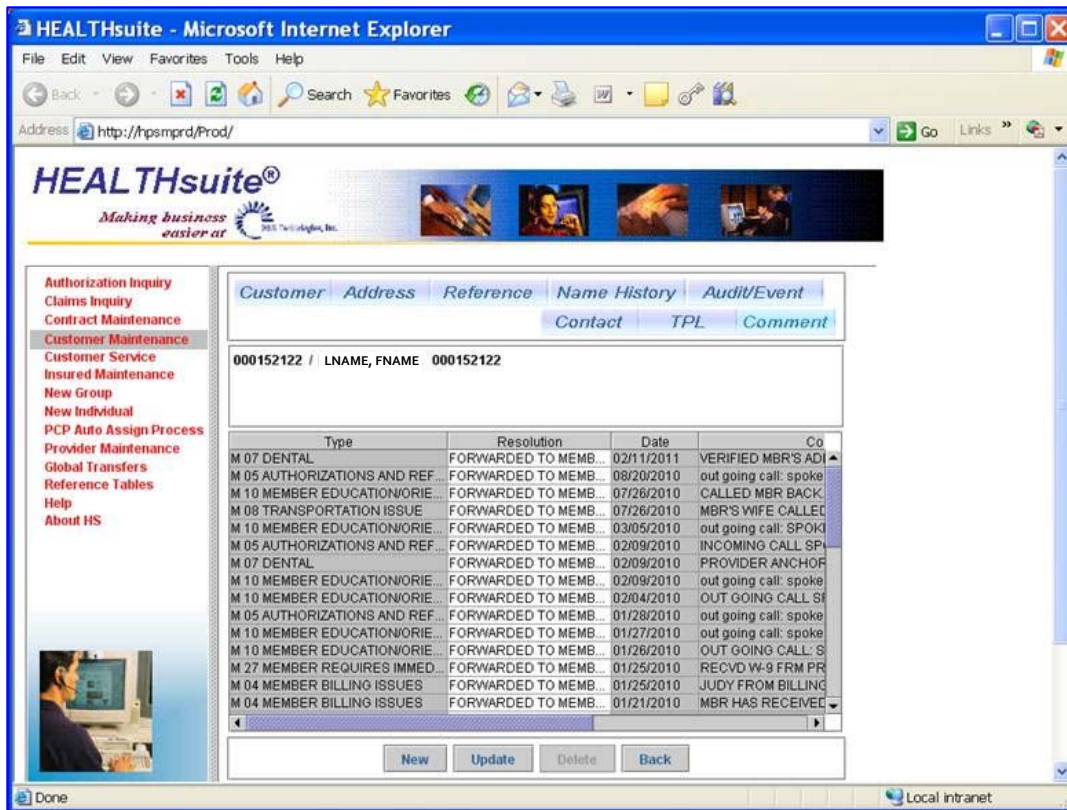 HEALTHsuite - Microsoft Internet Explorer
File Edit View Favorites Tools Help
Back Search Favorites
Address http://hpsmprd/Prod/ Go Links »
HEALTHsuite®
Making business
easier at
Authorization Inquiry
Claims Inquiry
Contract Maintenance
Customer Maintenance
Customer Service
Insured Maintenance
New Group
New Individual
PCP Auto Assign Process
Provider Maintenance
Global Transfers
Reference Tables
Help
About HS
Customer Address Reference Name History Audit/Event
Contact TPL Comment
000152122 / LNAME, FNAME 000152122
Type Resolution Date Co
M 07 DENTAL FORWARDED TO MEMB... 02/11/2011 VERIFIED MBR'S ADI
M 05 AUTHORIZATIONS AND REF... FORWARDED TO MEMB... 08/20/2010 out going call: spoke
M 10 MEMBER EDUCATION/ORIE... FORWARDED TO MEMB... 07/26/2010 CALLED MBR BACK.
M 08 TRANSPORTATION ISSUE FORWARDED TO MEMB... 07/26/2010 MBR'S WIFE CALLED
M 10 MEMBER EDUCATION/ORIE... FORWARDED TO MEMB... 03/05/2010 out going call: SPOKI
M 05 AUTHORIZATIONS AND REF... FORWARDED TO MEMB... 02/09/2010 INCOMING CALL SP
M 07 DENTAL FORWARDED TO MEMB... 02/09/2010 PROVIDER ANCHOR
M 10 MEMBER EDUCATION/ORIE... FORWARDED TO MEMB... 02/09/2010 out going call: spoke
M 10 MEMBER EDUCATION/ORIE... FORWARDED TO MEMB... 02/04/2010 OUT GOING CALL SI
M 05 AUTHORIZATIONS AND REF... FORWARDED TO MEMB... 01/28/2010 out going call: spoke
M 10 MEMBER EDUCATION/ORIE... FORWARDED TO MEMB... 01/27/2010 out going call: spoke
M 10 MEMBER EDUCATION/ORIE... FORWARDED TO MEMB... 01/26/2010 OUT GOING CALL: S
M 27 MEMBER REQUIRES IMMED... FORWARDED TO MEMB... 01/25/2010 RECVD W-9 FRM PR
M 04 MEMBER BILLING ISSUES FORWARDED TO MEMB... 01/25/2010 JUDY FROM BILLING
M 04 MEMBER BILLING ISSUES FORWARDED TO MEMB... 01/21/2010 MBR HAS RECEIVED
New Update Delete Back
Done Local intranet